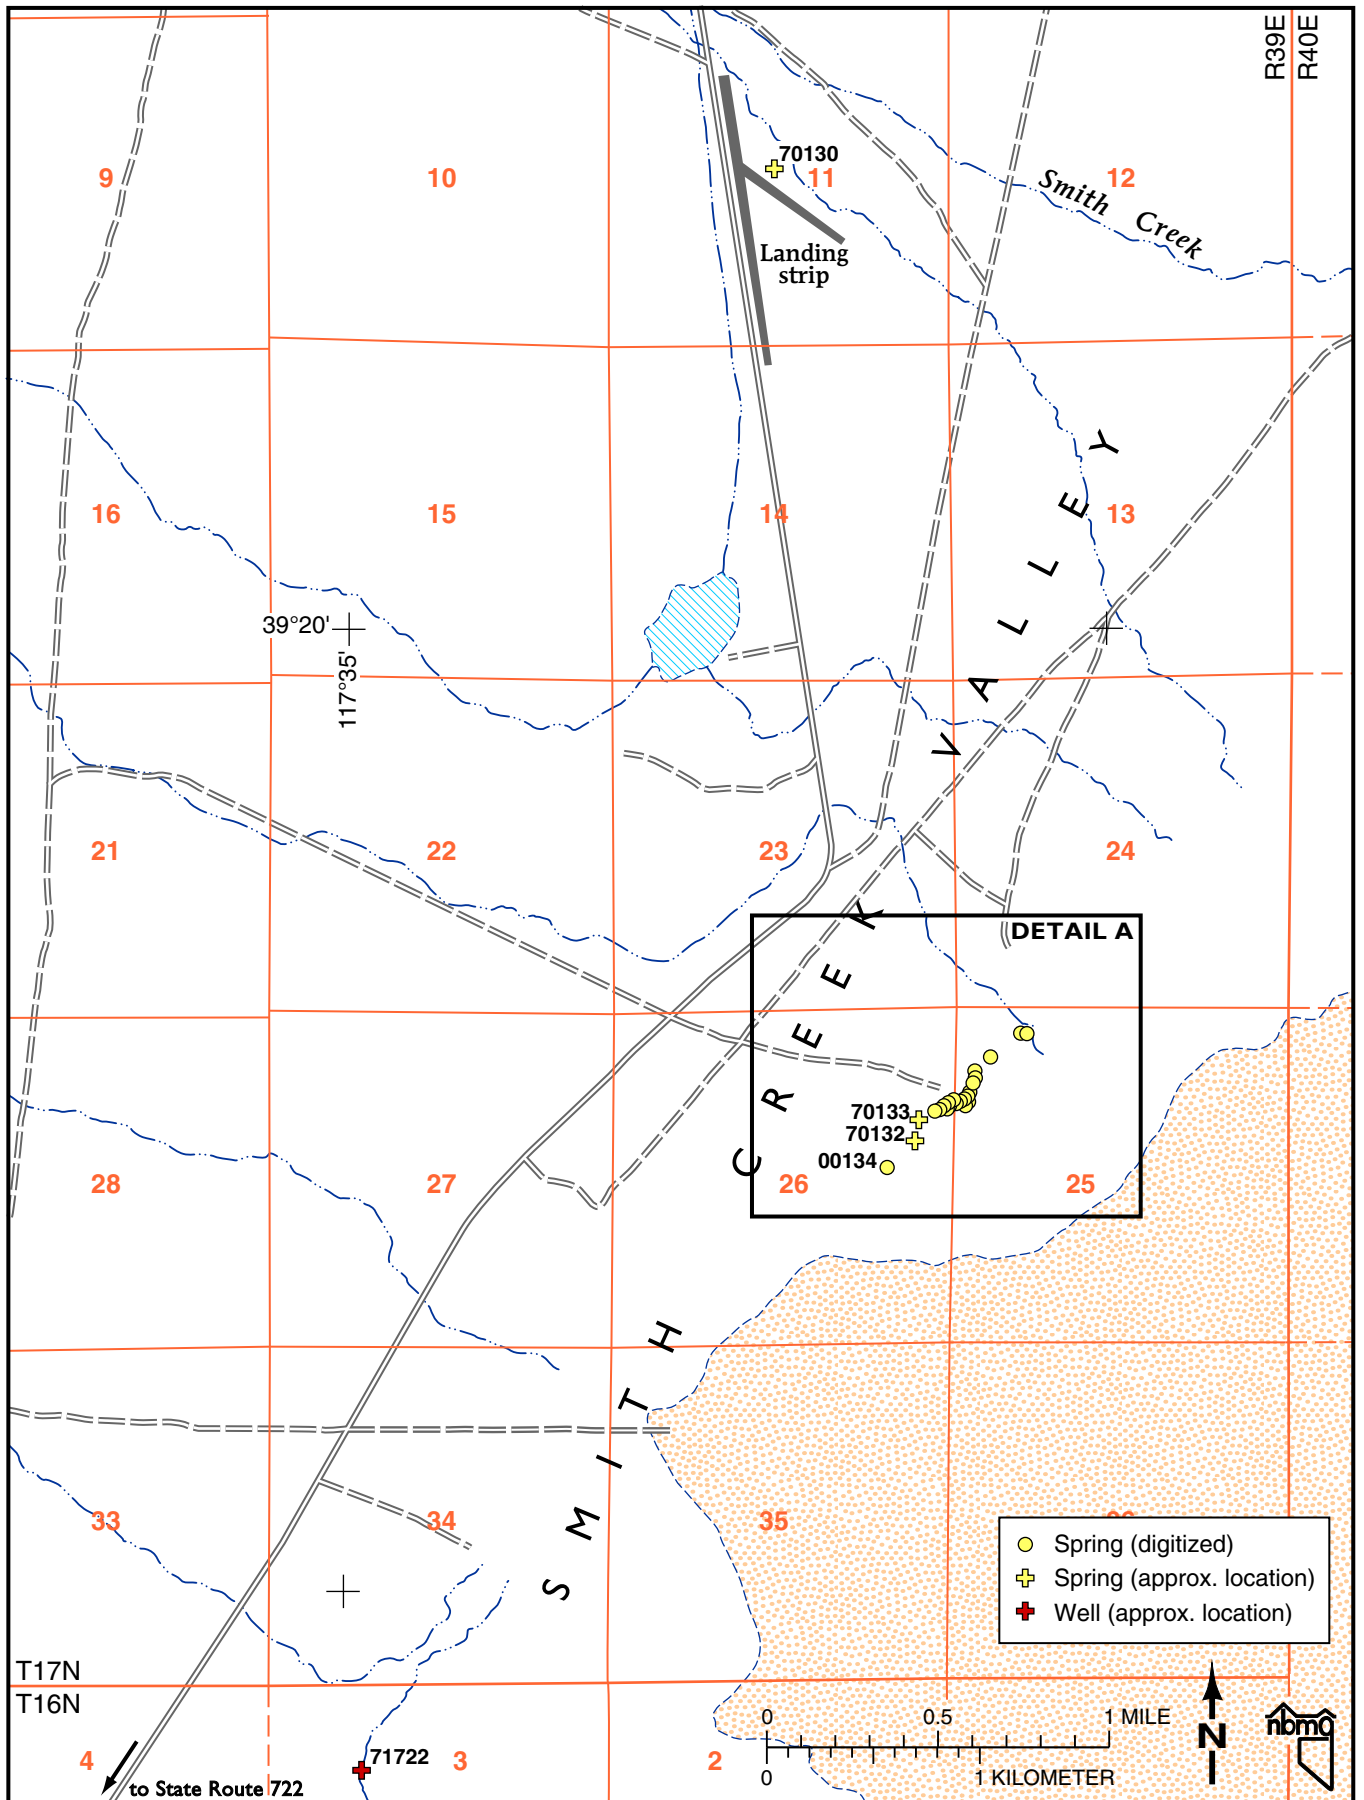 R39E
R40E
70130
9
10
11
12
Smith Creek
Landing
strip
16
15
14
13
39°20'
117°35'
21
22
23
24
DETAIL A
70133
70132
00134
28
27
26
25
SMITH CREEK VALLEY
33
34
35
Spring (digitized)
Spring (approx. location)
Well (approx. location)
T17N
T16N
0 0.5 1 MILE
0 1 KILOMETER
N
nbmg
4
71722
3
2
to State Route 722